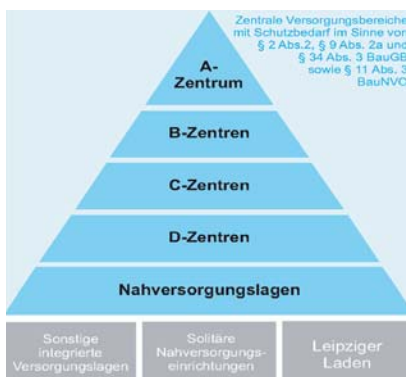 Zentrale Versorgungsbereiche
mit Schutzbedarf im Sinne von
§ 2 Abs.2, § 9 Abs. 2a und
§ 34 Abs. 3 BauGB
sowie § 11 Abs. 3
BauNVO
A-
Zentrum
B-Zentren
C-Zentren
D-Zentren
Nahversorgungslagen
Sonstige
integrierte
Versorgungslagen
Solitäre
Nahversorgungs-
einrichtungen
Leipziger
Laden